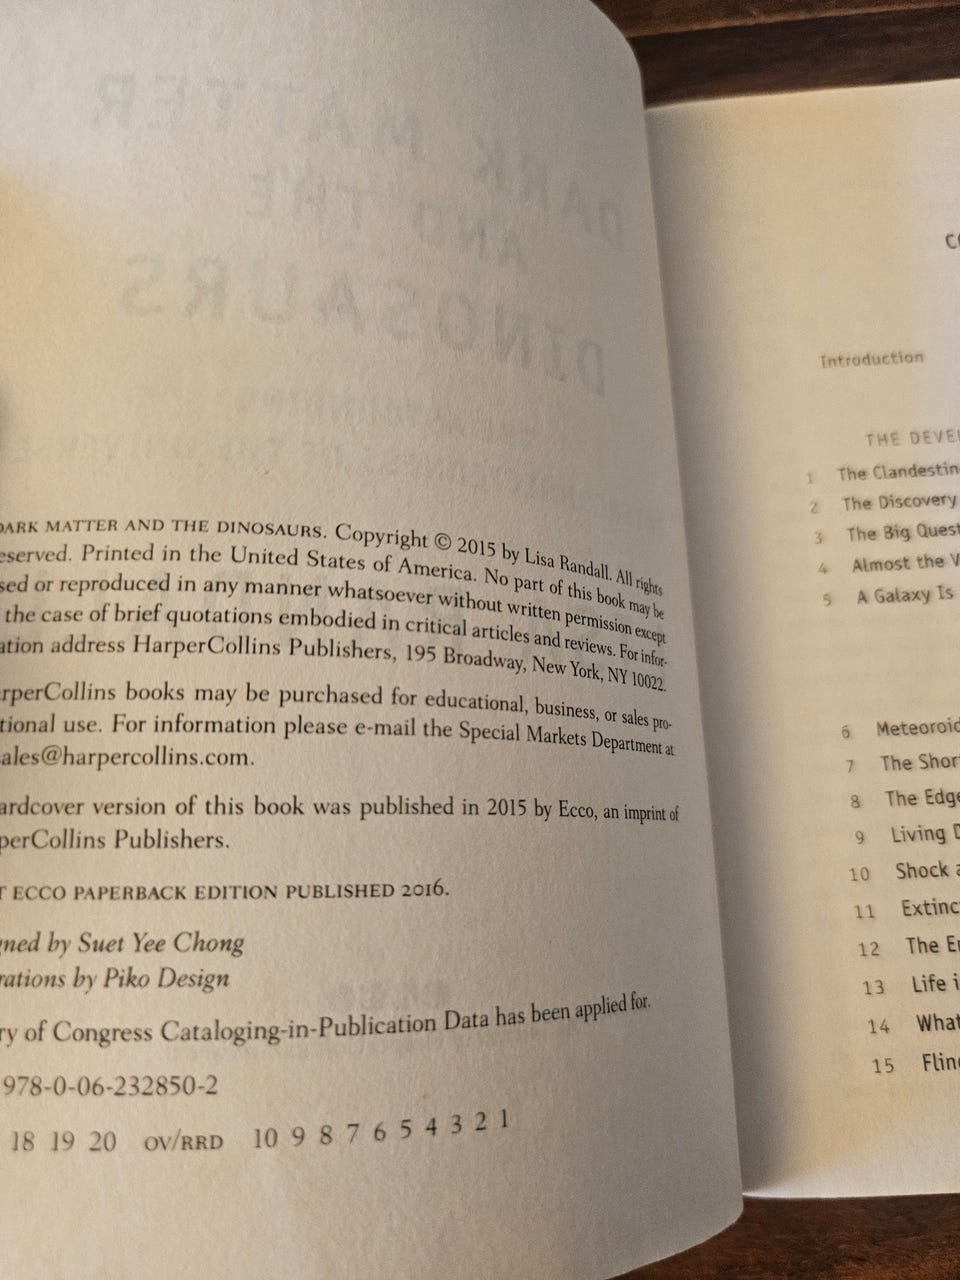 DARK MATTER AND THE DINOSAURS. Copyright © 2015 by Lisa Randall. All rights
eserved. Printed in the United States of America. No part of this book may be
sed or reproduced in any manner whatsoever without written permission except
the case of brief quotations embodied in critical articles and reviews. For infor-
ation address HarperCollins Publishers, 195 Broadway, New York, NY 10022.
rperCollins books may be purchased for educational, business, or sales pro-
tional use. For information please e-mail the Special Markets Department at
ales@harpercollins.com.
ardcover version of this book was published in 2015 by Ecco, an imprint of
perCollins Publishers.
T ECCO PAPERBACK EDITION PUBLISHED 2016.
gned by Suet Yee Chong
rations by Piko Design
ry of Congress Cataloging-in-Publication Data has been applied for.
978-0-06-232850-2
18 19 20 OV/RRD 10 9 8 7 6 5 4 3 2 1
CO
Introduction
THE DEVEL
1 The Clandestin
2 The Discovery
3 The Big Quest
4 Almost the V
5 A Galaxy Is
6 Meteoroid
7 The Shor
8 The Edge
9 Living D
10 Shock a
11 Extinc
12 The E
13 Life i
14 What
15 Flin
DARK MATTER
AND THE
DINOSAURS